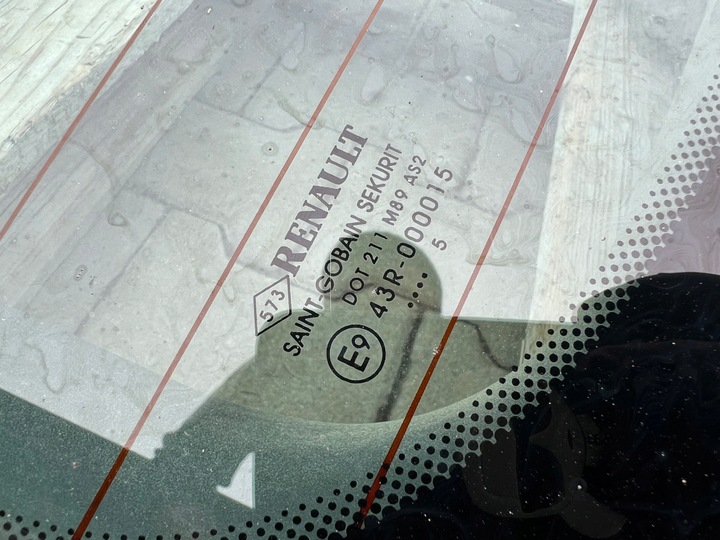 573 RENAULT
SAINT-GOBAIN SEKURIT
DOT 211 M89 AS2
E9 43R-000015
.... 5